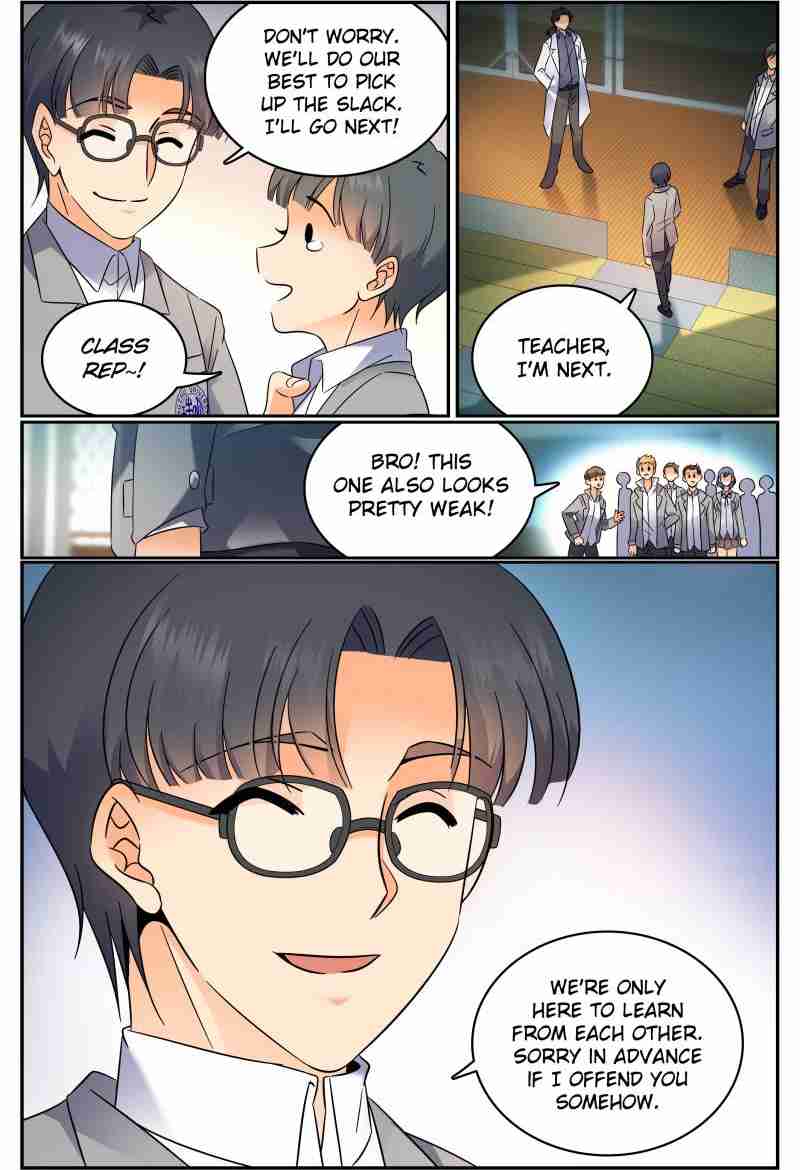 DON'T WORRY.
WE'LL DO OUR
BEST TO PICK
UP THE SLACK.
I'LL GO NEXT!
CLASS
REP~!
TEACHER,
I'M NEXT.
BRO! THIS
ONE ALSO LOOKS
PRETTY WEAK!
WE'RE ONLY
HERE TO LEARN
FROM EACH OTHER.
SORRY IN ADVANCE
IF I OFFEND YOU
SOMEHOW.